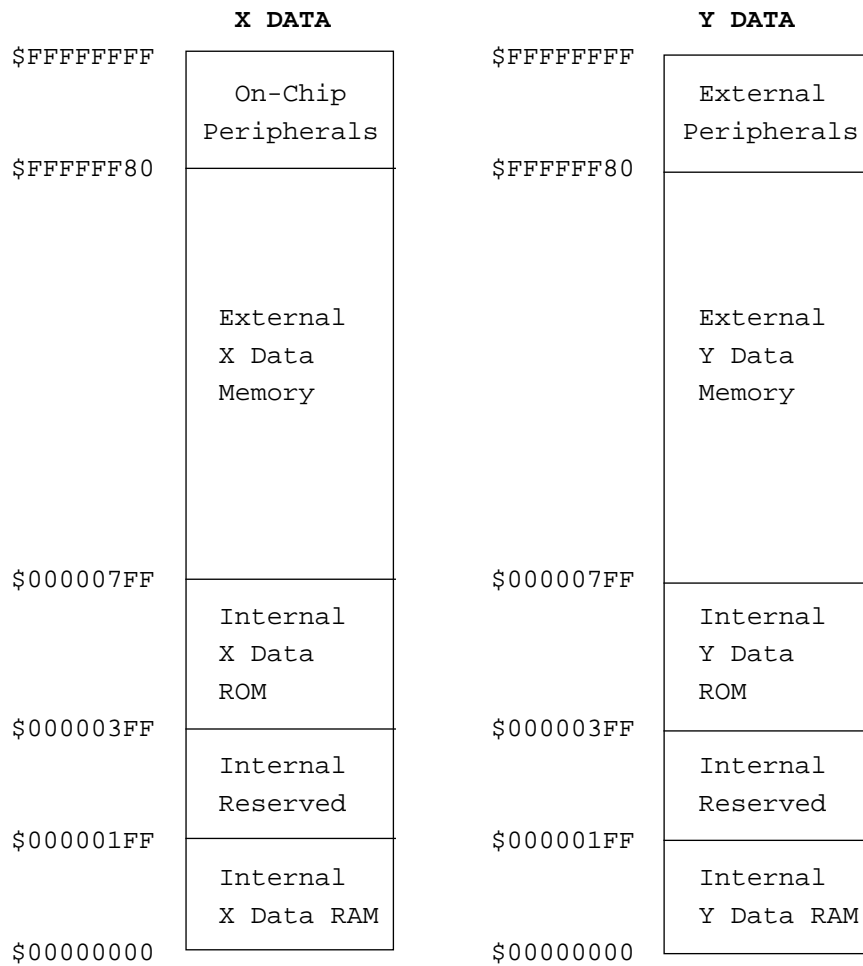 X DATA
$FFFFFFFF
On-Chip
Peripherals
$FFFFFF80
External
X Data
Memory
$000007FF
Internal
X Data
ROM
$000003FF
Internal
Reserved
$000001FF
Internal
X Data RAM
$00000000
Y DATA
$FFFFFFFF
External
Peripherals
$FFFFFF80
External
Y Data
Memory
$000007FF
Internal
Y Data
ROM
$000003FF
Internal
Reserved
$000001FF
Internal
Y Data RAM
$00000000